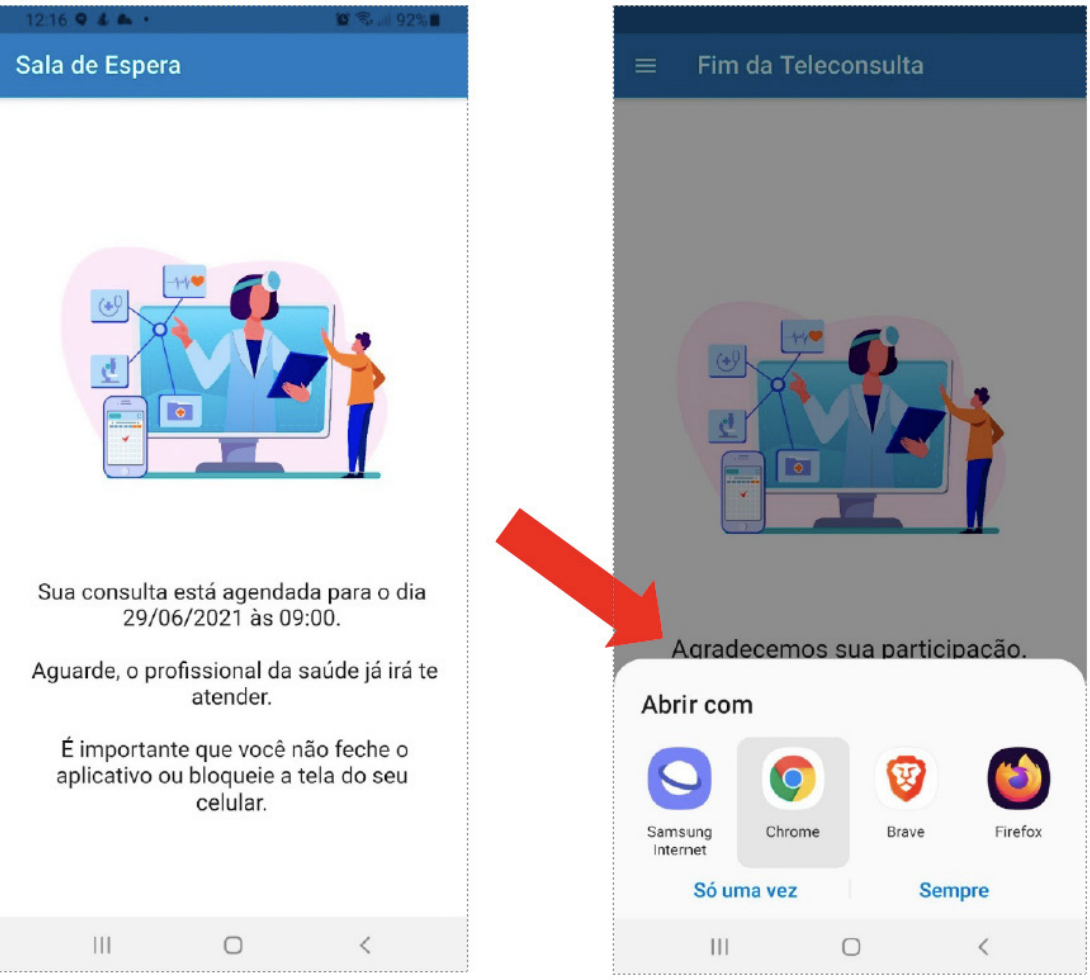 12:16
92%
Sala de Espera
Sua consulta está agendada para o dia
29/06/2021 às 09:00.
Aguarde, o profissional da saúde já irá te
atender.
É importante que você não feche o
aplicativo ou bloqueie a tela do seu
celular.
Fim da Teleconsulta
Agradecemos sua participação.
Abrir com
Samsung
Internet
Chrome
Brave
Firefox
Só uma vez
Sempre